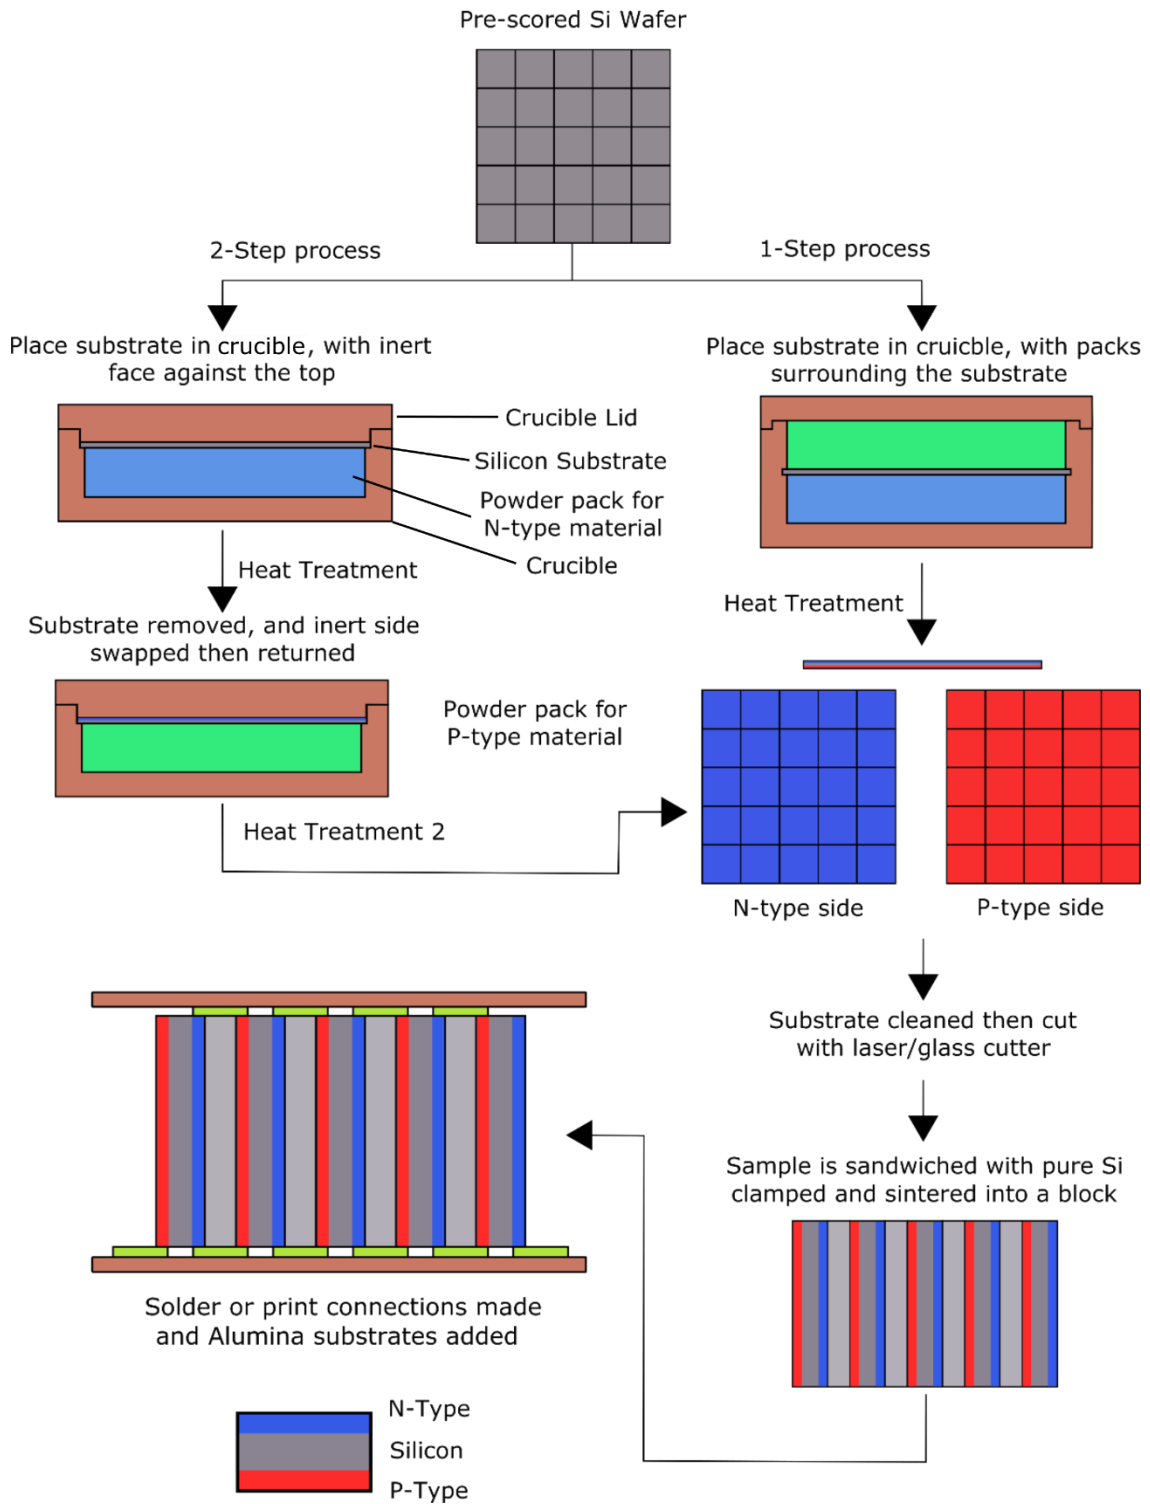 Pre-scored Si Wafer
2-Step process
1-Step process
Place substrate in crucible, with inert
face against the top
Crucible Lid
Silicon Substrate
Powder pack for
N-type material
Crucible
Place substrate in cruicble, with packs
surrounding the substrate
Heat Treatment
Heat Treatment
Substrate removed, and inert side
swapped then returned
Powder pack for
P-type material
Heat Treatment 2
N-type side
P-type side
Substrate cleaned then cut
with laser/glass cutter
Sample is sandwiched with pure Si
clamped and sintered into a block
Solder or print connections made
and Alumina substrates added
N-Type
Silicon
P-Type